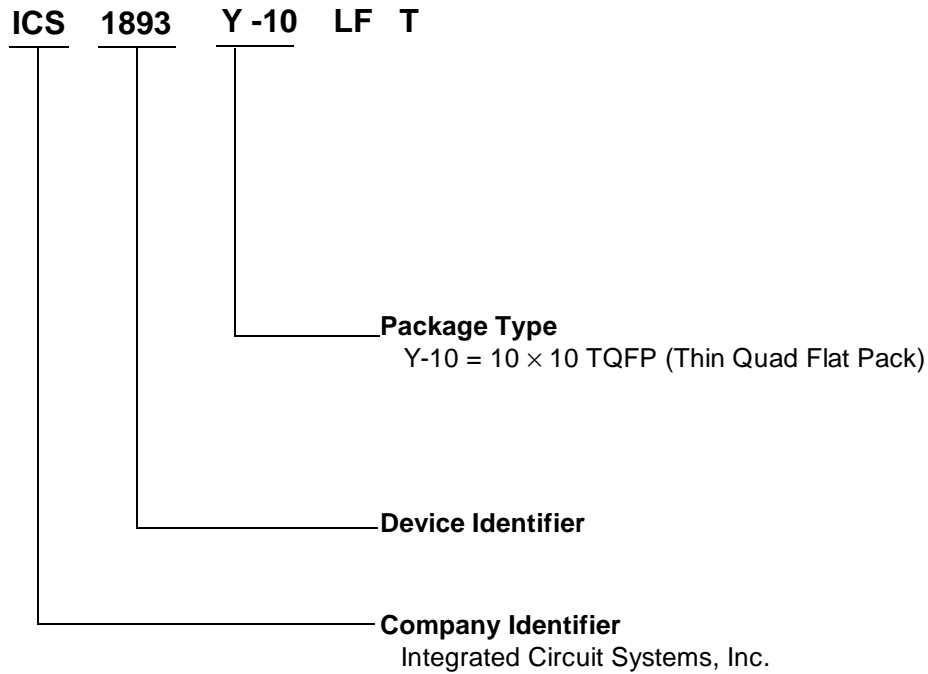 ICS 1893 Y -10 LF T
Package Type
Y-10 = 10 × 10 TQFP (Thin Quad Flat Pack)
Device Identifier
Company Identifier
Integrated Circuit Systems, Inc.